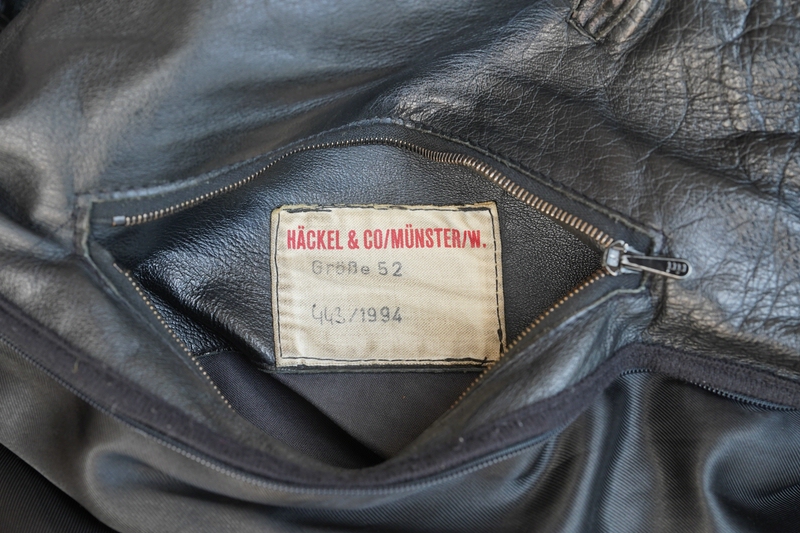 HÄCKEL & CO/MÜNSTER/W.
Größe 52
443/1994